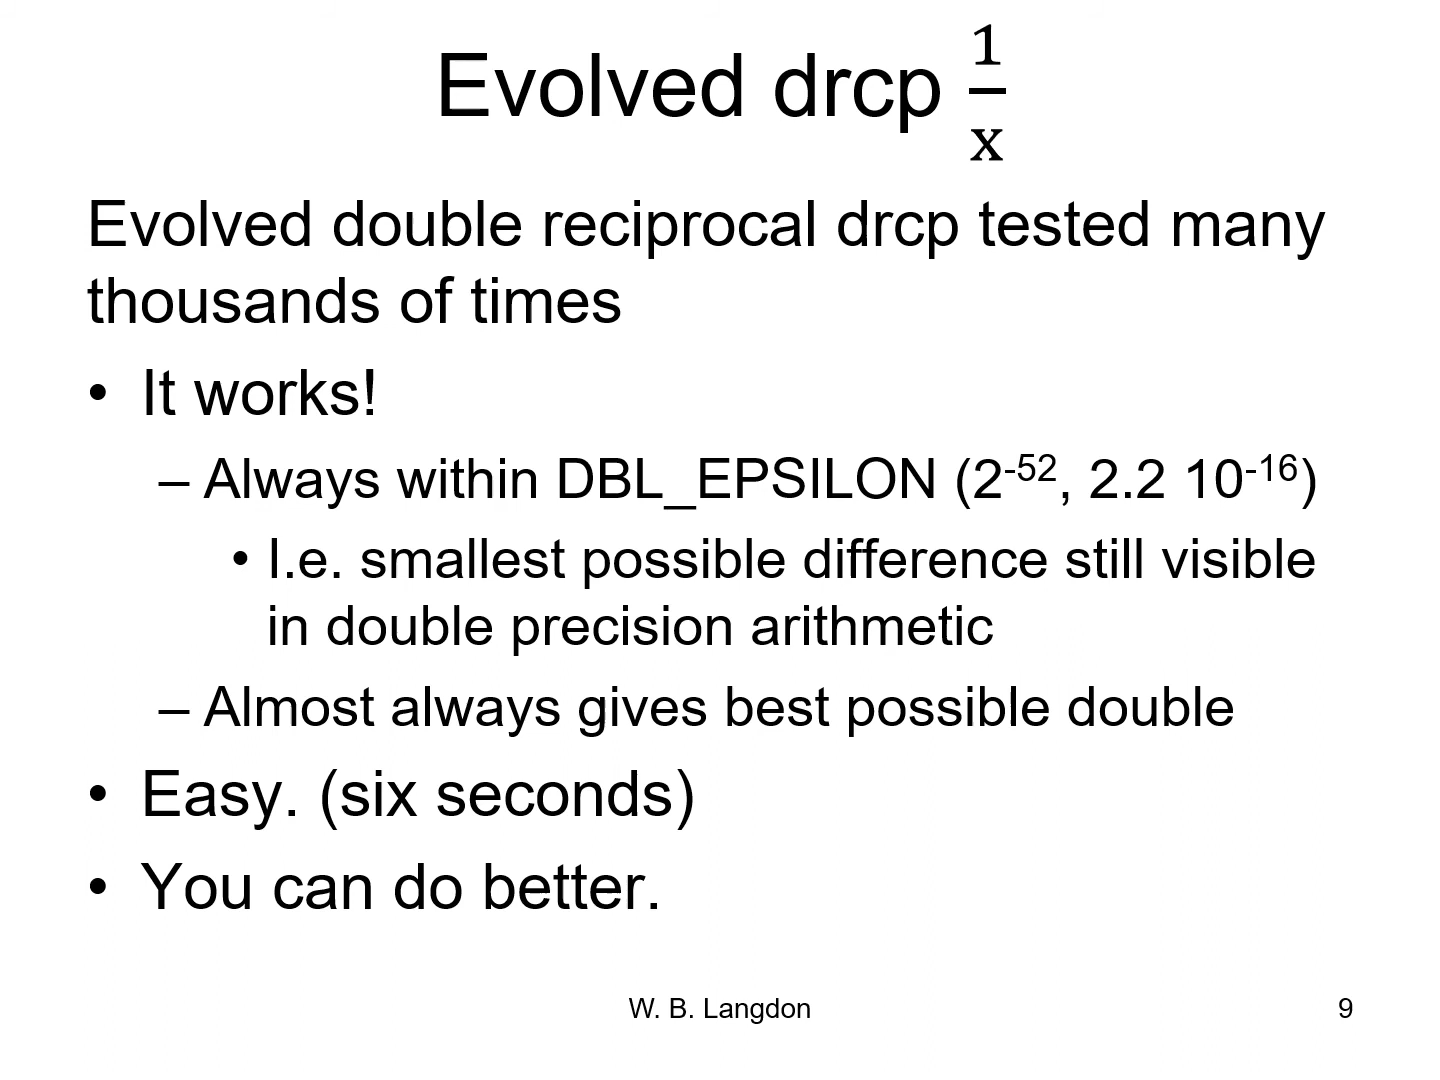 Evolved drcp 1/x
Evolved double reciprocal drcp tested many
thousands of times
• It works!
– Always within DBL_EPSILON (2⁻⁵², 2.2 10⁻¹⁶)
• I.e. smallest possible difference still visible
in double precision arithmetic
– Almost always gives best possible double
• Easy. (six seconds)
• You can do better.
W. B. Langdon 9